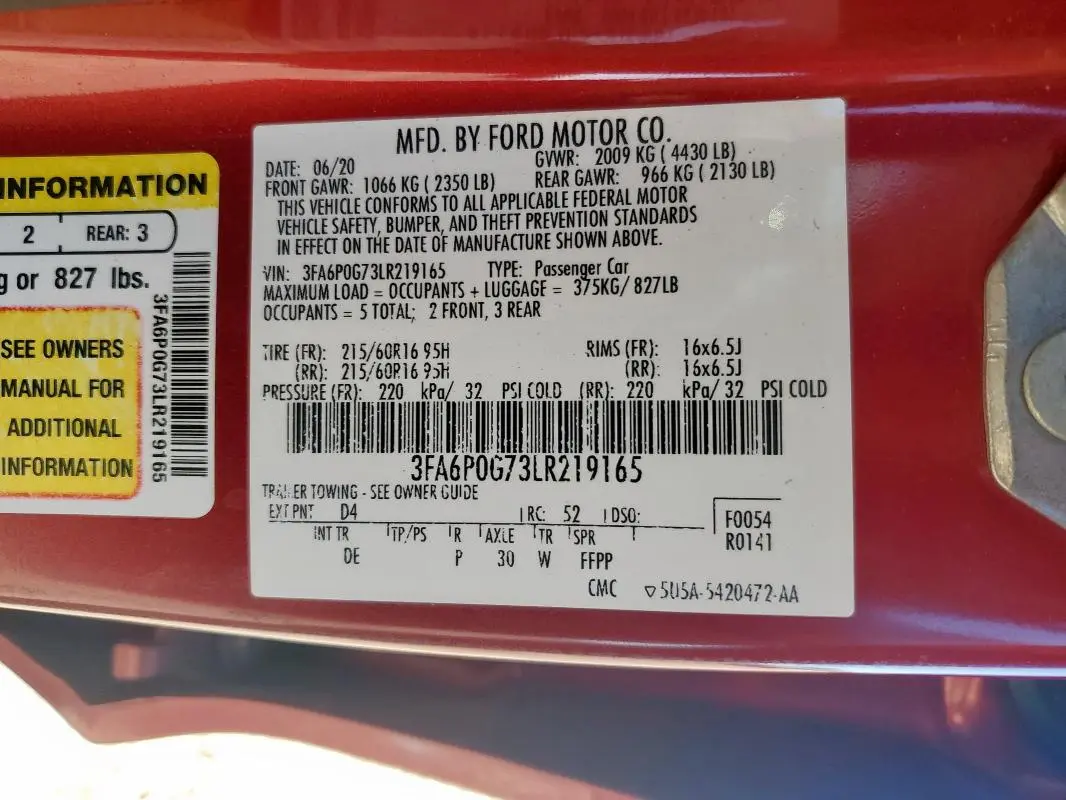 INFORMATION
2 REAR: 3
g or 827 lbs.
SEE OWNERS
MANUAL FOR
ADDITIONAL
INFORMATION
3FA6P0G73LR219165
MFD. BY FORD MOTOR CO.
DATE: 06/20 GVWR: 2009 KG ( 4430 LB)
FRONT GAWR: 1066 KG ( 2350 LB) REAR GAWR: 966 KG ( 2130 LB)
THIS VEHICLE CONFORMS TO ALL APPLICABLE FEDERAL MOTOR
VEHICLE SAFETY, BUMPER, AND THEFT PREVENTION STANDARDS
IN EFFECT ON THE DATE OF MANUFACTURE SHOWN ABOVE.
VIN: 3FA6P0G73LR219165 TYPE: Passenger Car
MAXIMUM LOAD = OCCUPANTS + LUGGAGE = 375KG/ 827LB
OCCUPANTS = 5 TOTAL; 2 FRONT, 3 REAR
TIRE (FR): 215/60R16 95H RIMS (FR): 16x6.5J
(RR): 215/60R16 95H (RR): 16x6.5J
PRESSURE (FR): 220 kPa/ 32 PSI COLD (RR): 220 kPa/ 32 PSI COLD
3FA6P0G73LR219165
TRAILER TOWING - SEE OWNER GUIDE
EXT PNT D4 RC: 52 DSO: F0054
INT TR TP/PS R AXLE TR SPR R0141
DE P 30 W FFPP
CMC ▽5U5A-5420472-AA